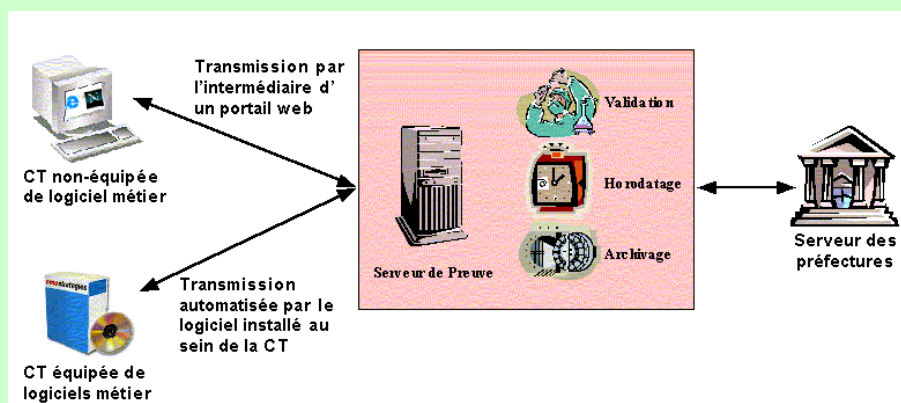 Transmission par
l'intermédiaire d'
un portail web
CT non-équipée
de logiciel métier
Validation
Horodatage
Archivage
Serveur de Preuve
Serveur des
préfectures
Transmission
automatisée par le
logiciel installé au
sein de la CT
CT équipée de
logiciels métier